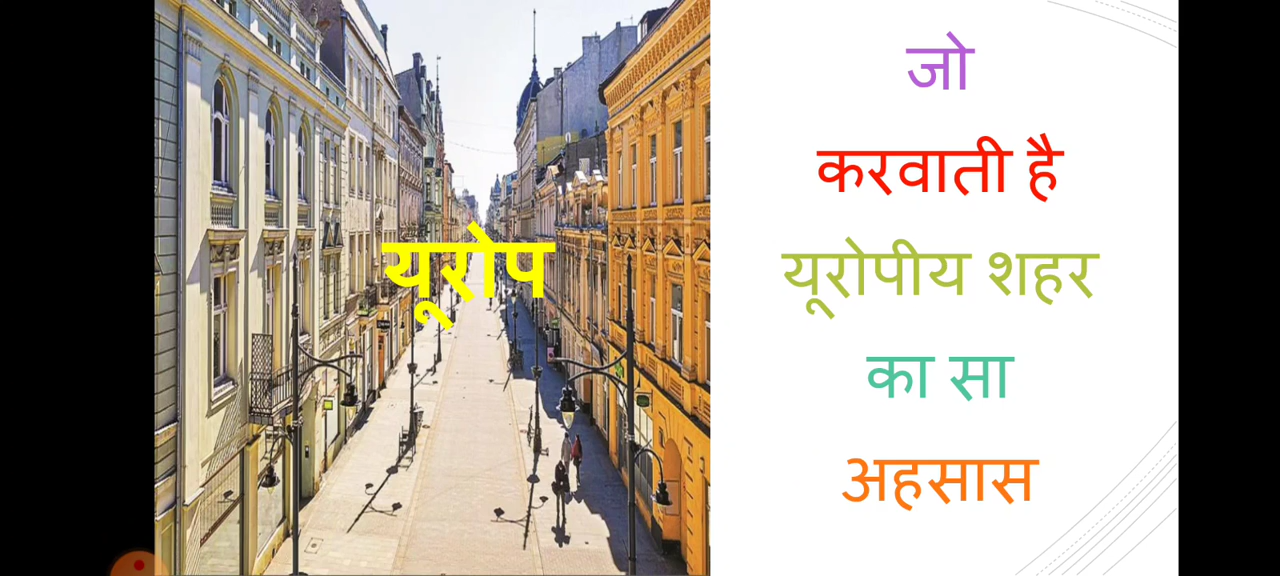 यूरोप
जो
करवाती है
यूरोपीय शहर
का सा
अहसास